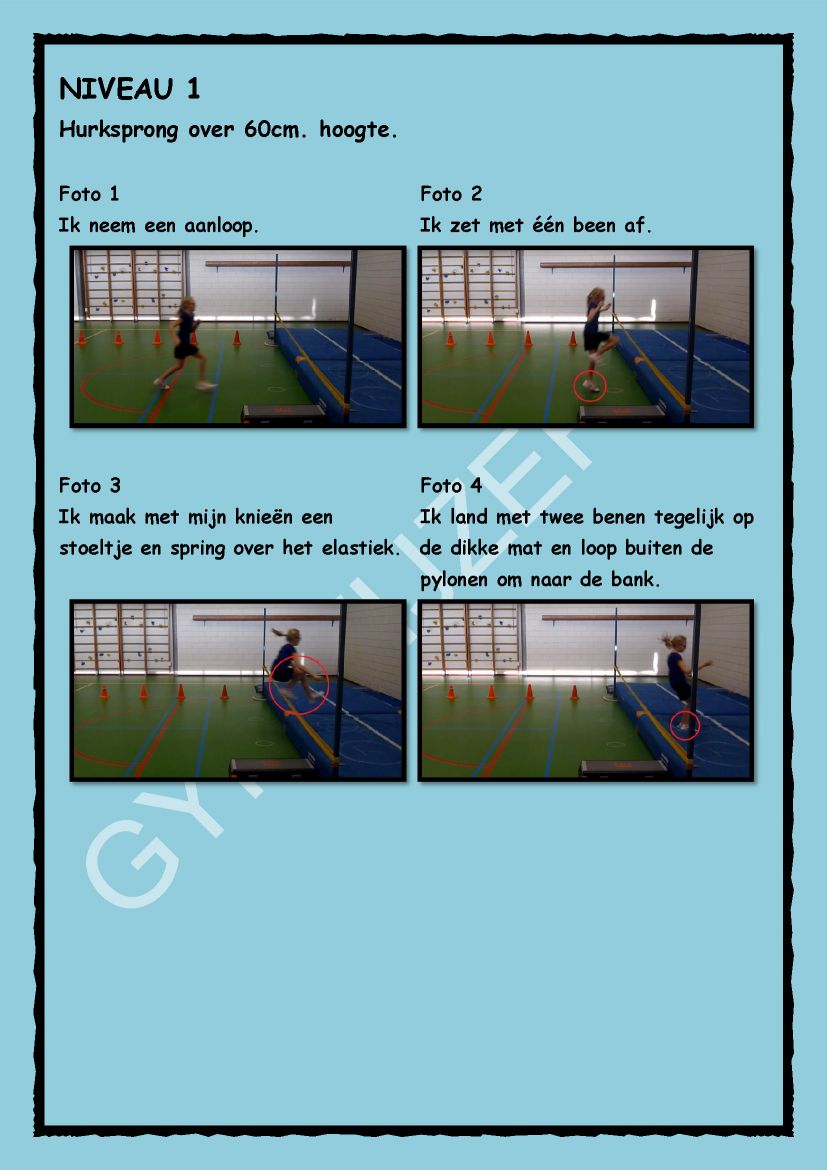 NIVEAU 1
Hurksprong over 60cm. hoogte.
Foto 1
Ik neem een aanloop.
Foto 2
Ik zet met één been af.
Foto 3
Ik maak met mijn knieën een
stoeltje en spring over het elastiek.
Foto 4
Ik land met twee benen tegelijk op
de dikke mat en loop buiten de
pylonen om naar de bank.